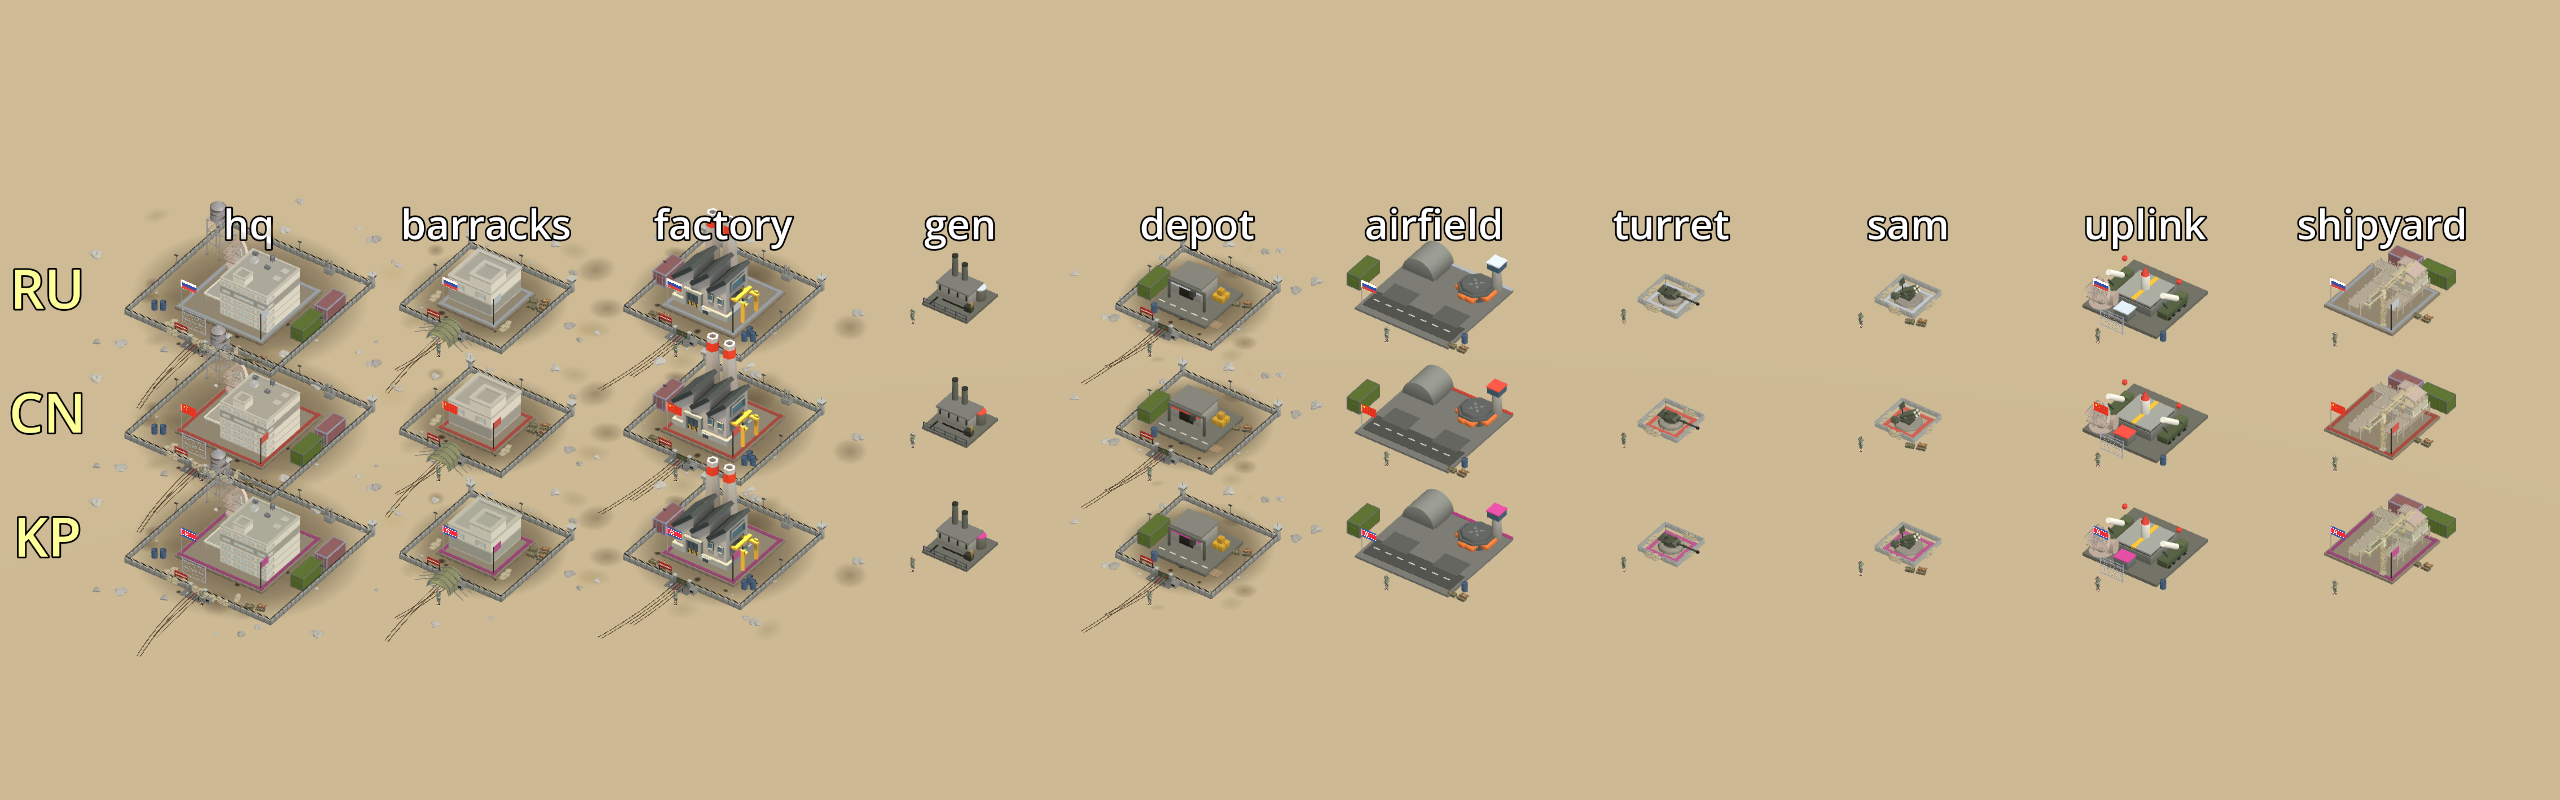 hq barracks factory gen depot airfield turret sam uplink shipyard
RU
CN
KP